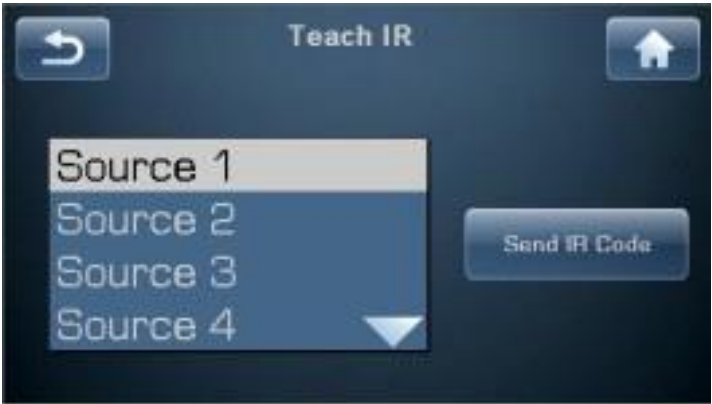 Teach IR
Source 1
Source 2
Source 3
Source 4
Send IR Code